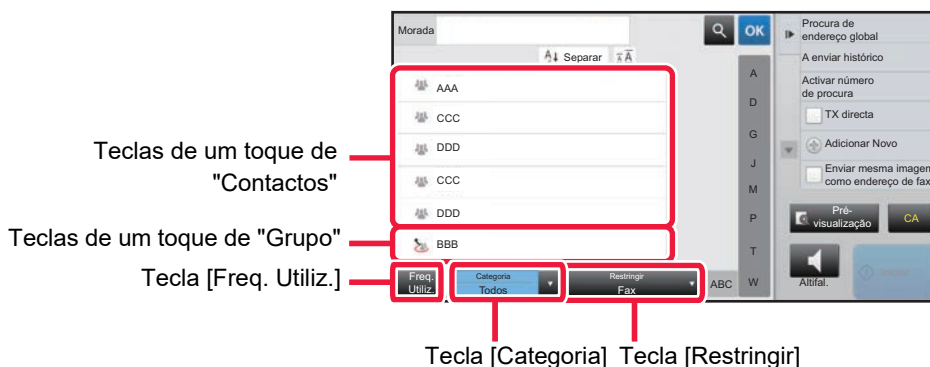 Morada
OK
Separar
AAA
CCC
DDD
CCC
DDD
BBB
Freq.
Utiliz.
Categoria
Todos
Restringir
Fax
ABC
A
D
G
J
M
P
T
W
Procura de
endereço global
A enviar histórico
Activar número
de procura
TX directa
Adicionar Novo
Enviar mesma imagem
como endereço de fax
Pré-
visualização
CA
Altifal.
Teclas de um toque de
"Contactos"
Teclas de um toque de "Grupo"
Tecla [Freq. Utiliz.]
Tecla [Categoria] Tecla [Restringir]